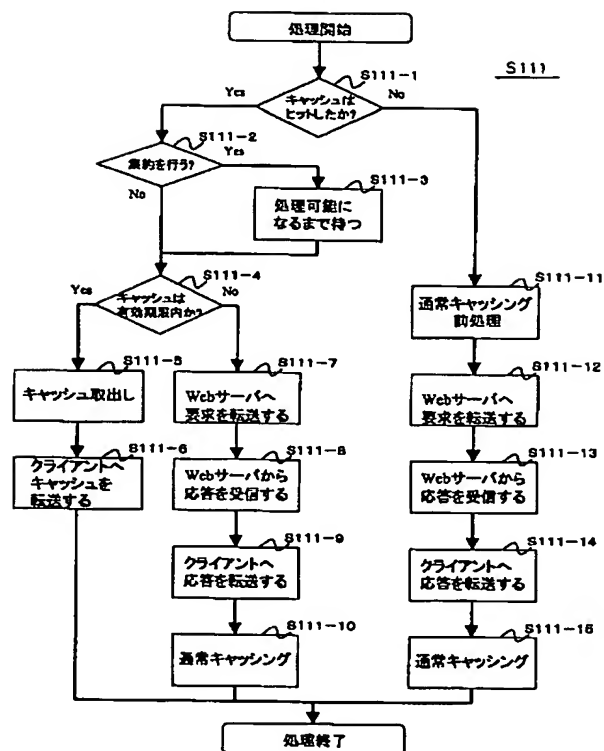 処理開始
S111
S111-1
キャッシュは
ヒットしたか?
Yes
No
S111-2
集約を行う?
Yes
No
S111-3
処理可能に
なるまで待つ
S111-4
キャッシュは
有効期限内か?
Yes
No
S111-5
キャッシュ取出し
S111-6
クライアントへ
キャッシュを
転送する
S111-7
Webサーバへ
要求を転送する
S111-8
Webサーバから
応答を受信する
S111-9
クライアントへ
応答を転送する
S111-10
通常キャッシング
S111-11
通常キャッシング
前処理
S111-12
Webサーバへ
要求を転送する
S111-13
Webサーバから
応答を受信する
S111-14
クライアントへ
応答を転送する
S111-15
通常キャッシング
処理終了